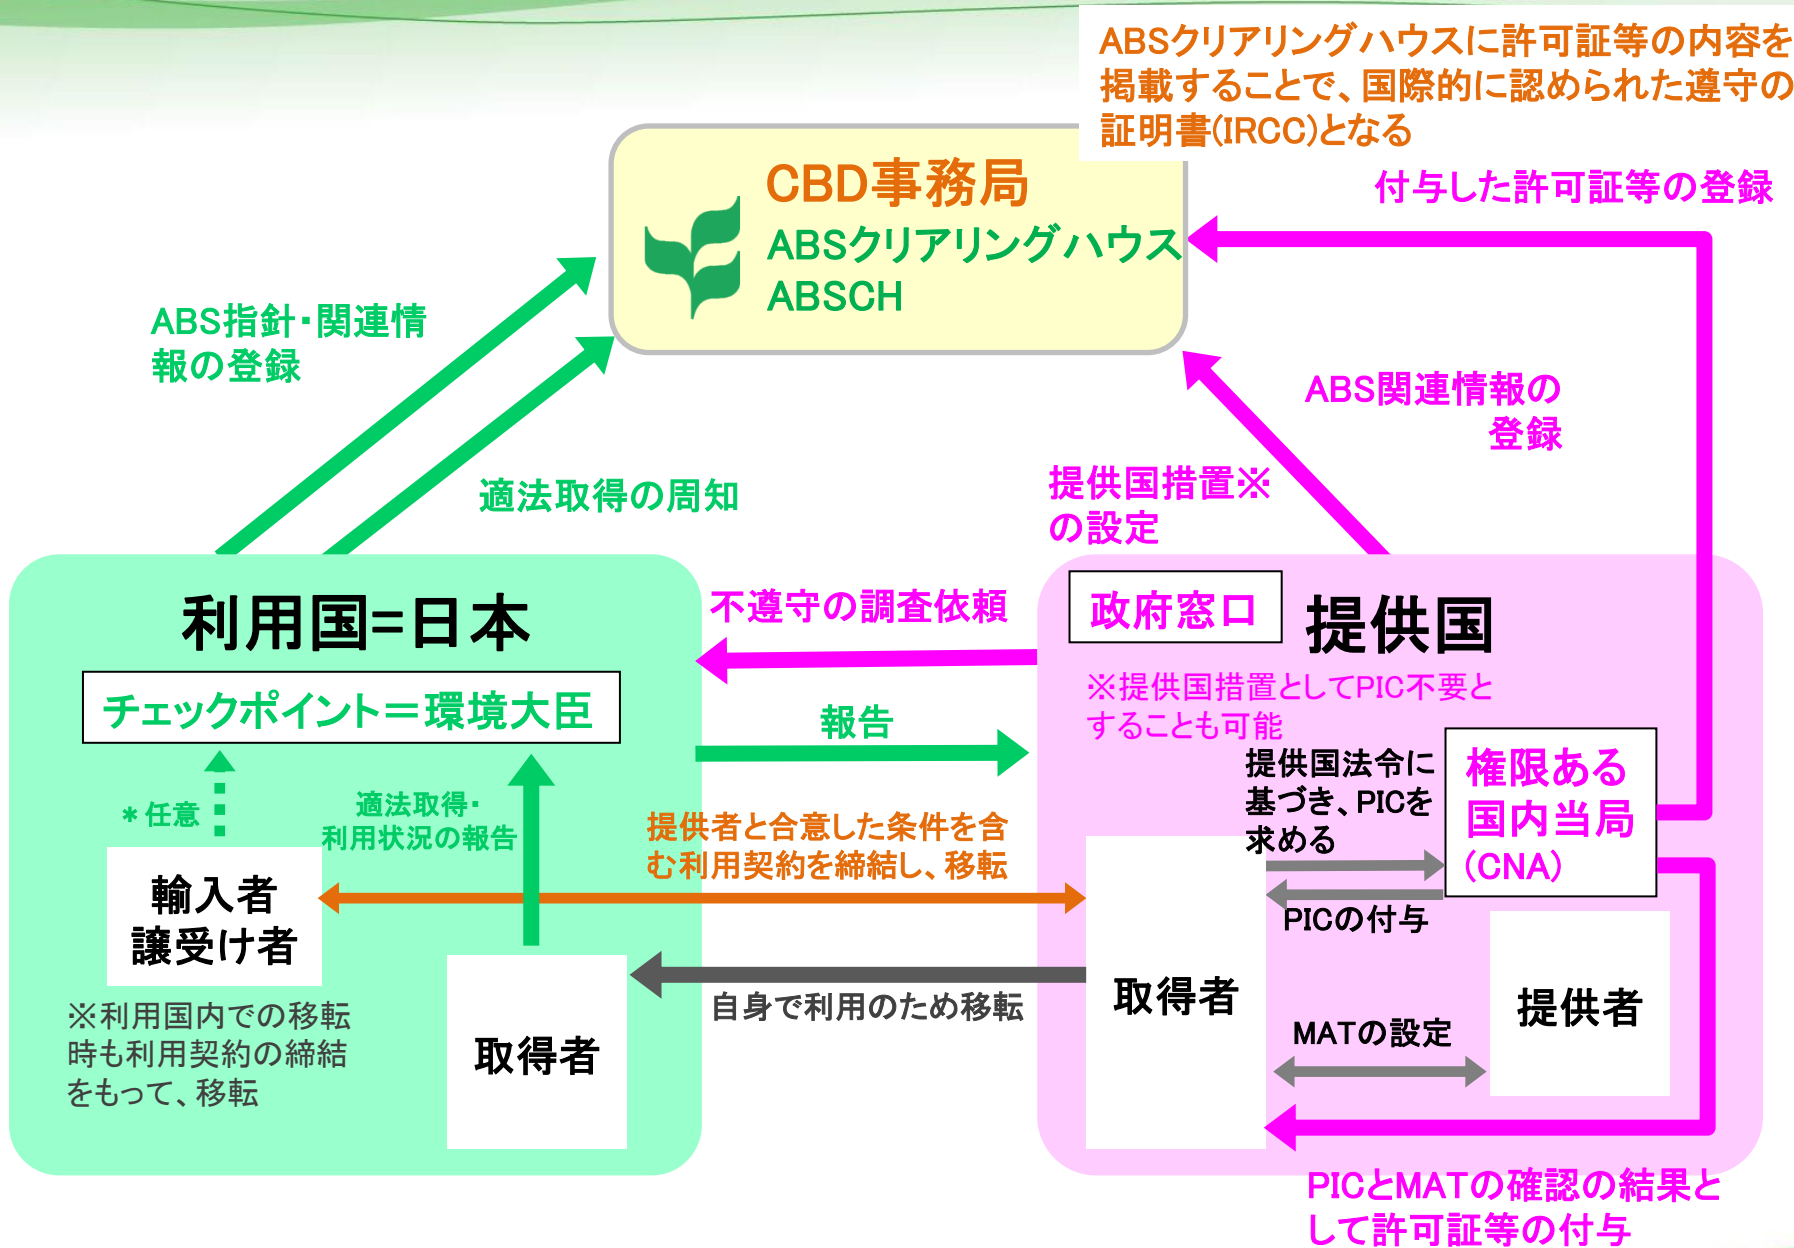 ABSクリアリングハウスに許可証等の内容を
掲載することで、国際的に認められた遵守の
証明書(IRCC)となる
CBD事務局
ABSクリアリングハウス
ABSCH
付与した許可証等の登録
ABS指針・関連情
報の登録
ABS関連情報の
登録
適法取得の周知
提供国措置※
の設定
利用国=日本
チェックポイント＝環境大臣
不遵守の調査依頼
報告
政府窓口
提供国
※提供国措置としてPIC不要と
することも可能
＊任意
適法取得・
利用状況の報告
提供者と合意した条件を含
む利用契約を締結し、移転
提供国法令に
基づき、PICを
求める
権限ある
国内当局
(CNA)
PICの付与
輸入者
譲受け者
※利用国内での移転
時も利用契約の締結
をもって、移転
取得者
自身で利用のため移転
取得者
MATの設定
提供者
PICとMATの確認の結果と
して許可証等の付与